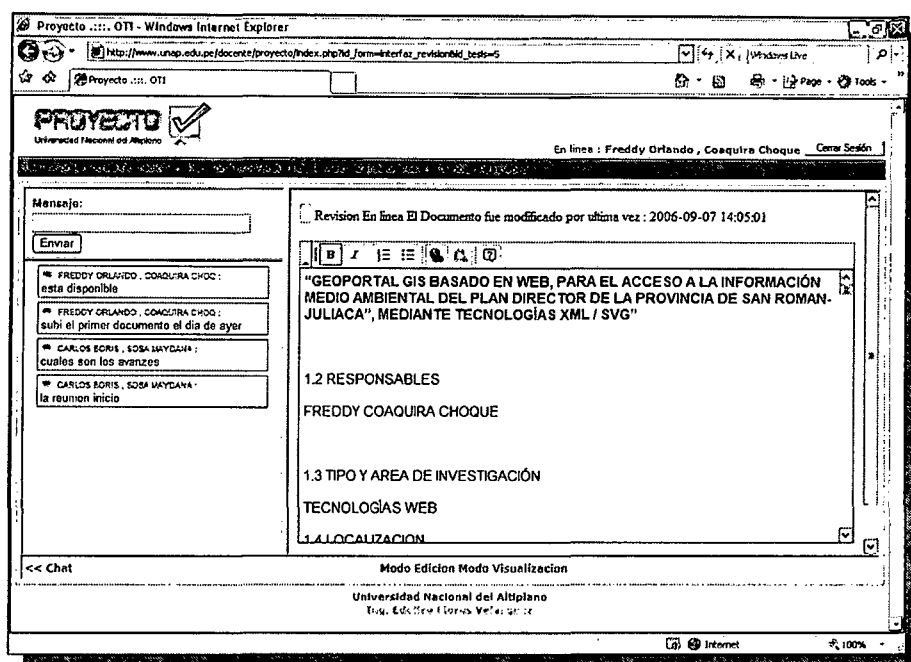 Proyecto .:::. OTI - Windows Internet Explorer
http://www.unap.edu.pe/docente/proyecto/index.php?id_form=interfaz_revision&id_tesis=5
Windows Live
Proyecto .:::. OTI
Page
Tools
PROYECTO
Universidad Nacional del Altiplano
En linea : Freddy Orlando , Coaquira Choque
Cerrar Sesión
Mensaje:
Enviar
FREDDY ORLANDO , COAQUIRA CHOQ :
esta disponible
FREDDY ORLANDO , COAQUIRA CHOQ :
subi el primer documento el dia de ayer
CARLOS BORIS , SOSA MAYDANA :
cuales son los avanzes
CARLOS BORIS , SOSA MAYDANA :
la reunion inicio
Revision En linea El Documento fue modificado por ultima vez : 2006-09-07 14:05:01
B I
"GEOPORTAL GIS BASADO EN WEB, PARA EL ACCESO A LA INFORMACIÓN
MEDIO AMBIENTAL DEL PLAN DIRECTOR DE LA PROVINCIA DE SAN ROMAN-
JULIACA", MEDIANTE TECNOLOGÍAS XML / SVG"
1.2 RESPONSABLES
FREDDY COAQUIRA CHOQUE
1.3 TIPO Y AREA DE INVESTIGACIÓN
TECNOLOGÍAS WEB
1.4 LOCALIZACION
<< Chat
Modo Edicion Modo Visualizacion
Universidad Nacional del Altiplano
Internet
100%